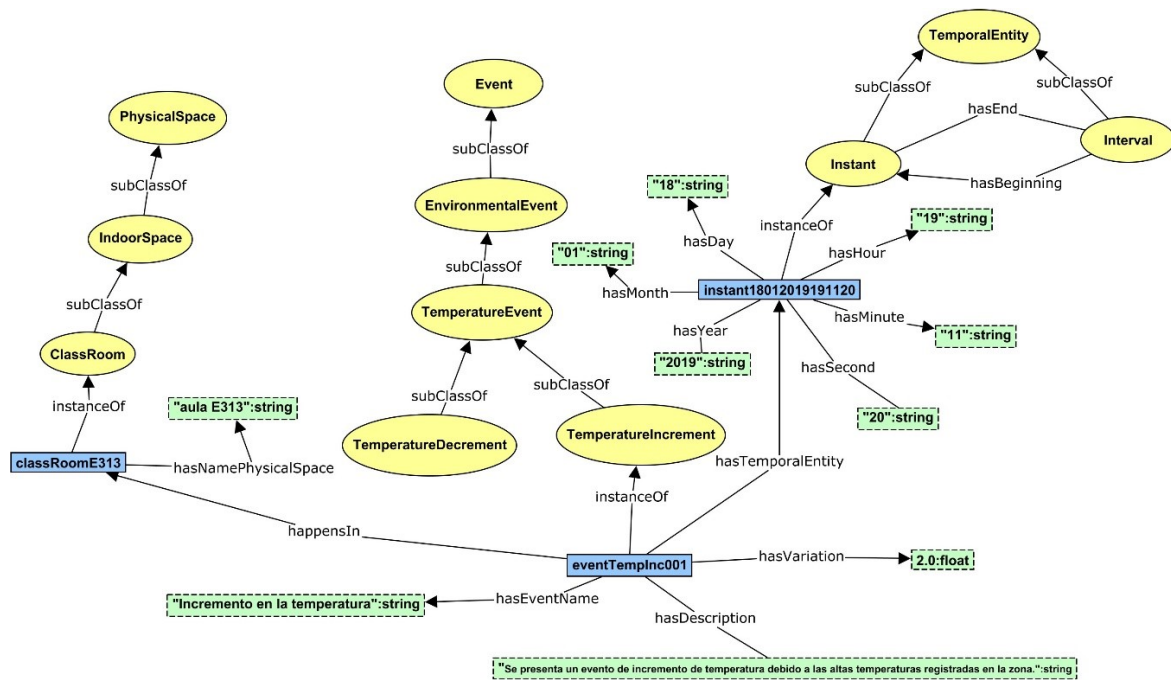 TemporalEntity
Event
subClassOf
subClassOf
PhysicalSpace
hasEnd
Interval
subClassOf
Instant
subClassOf
"18":string
hasBeginning
EnvironmentalEvent
instanceOf
"19":string
IndoorSpace
hasDay
"01":string
hasHour
subClassOf
instant18012019191120
hasMonth
subClassOf
TemperatureEvent
hasMinute
hasYear
"11":string
ClassRoom
"2019":string
hasSecond
subClassOf
subClassOf
instanceOf
"aula E313":string
"20":string
TemperatureDecrement
TemperatureIncrement
classRoomE313
hasNamePhysicalSpace
hasTemporalEntity
instanceOf
happensIn
hasVariation
2.0:float
eventTempInc001
"Incremento en la temperatura":string
hasEventName
hasDescription
"Se presenta un evento de incremento de temperatura debido a las altas temperaturas registradas en la zona.":string